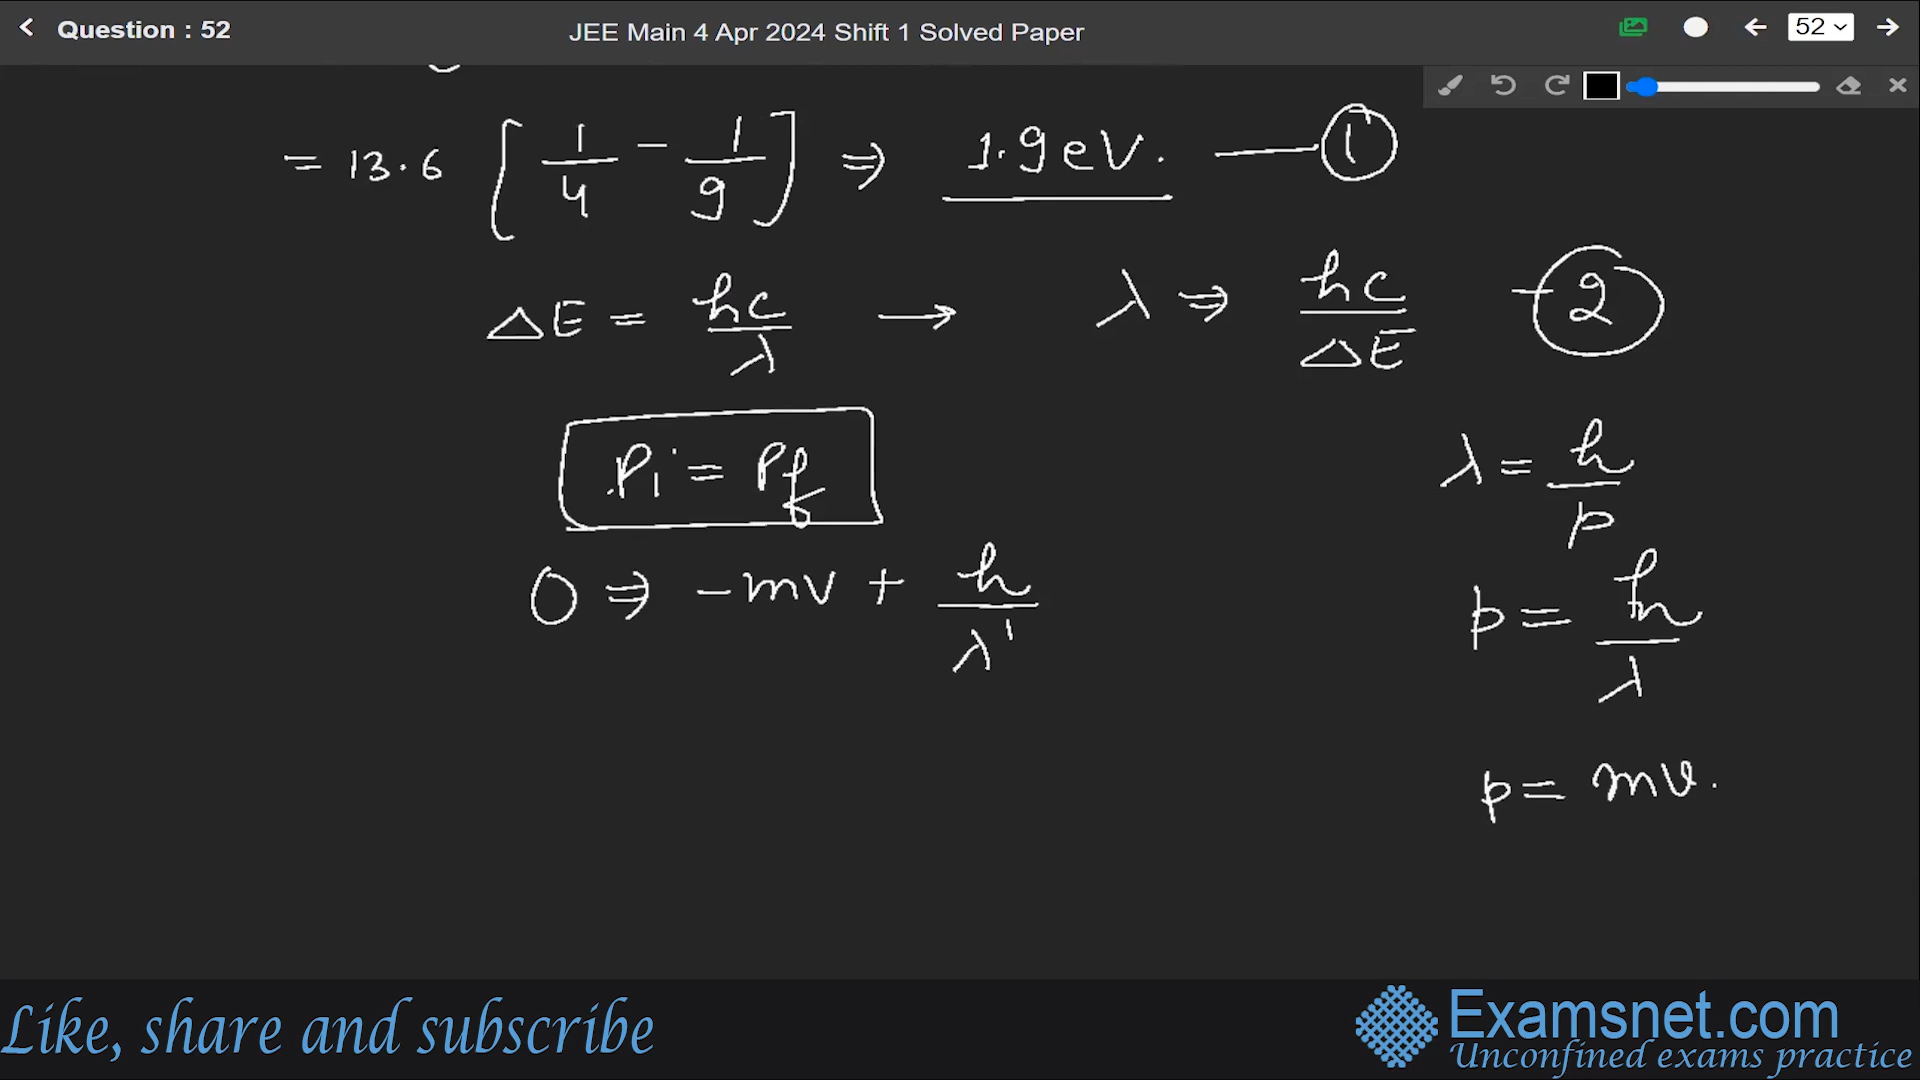 Question : 52
JEE Main 4 Apr 2024 Shift 1 Solved Paper
52
= 13.6 [1/4 - 1/9] ⇒ 1.9 eV. — ①
ΔE = hc/λ → λ ⇒ hc/ΔE - ②
Pi = Pf
λ = h/p
0 ⇒ -mv + h/λ'
p = h/λ
p = mv.
Like, share and subscribe
Examsnet.com
Unconfined exams practice